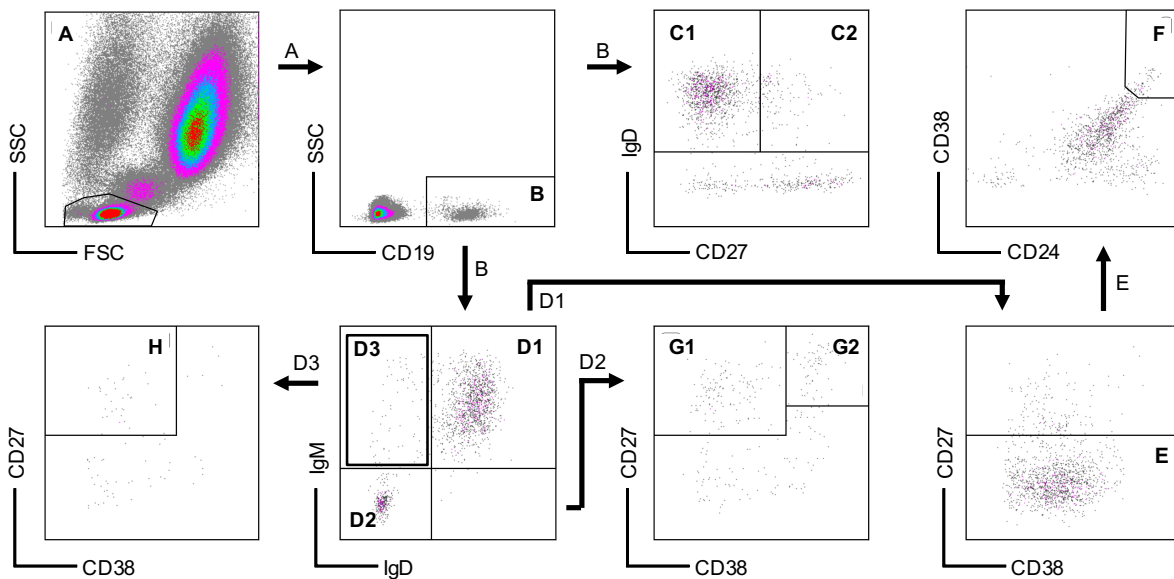 A
SSC
FSC
A
SSC
B
CD19
B
C1
C2
IgD
CD27
F
CD38
CD24
B
D1
E
H
CD27
CD38
D3
D3
D1
D2
IgM
IgD
D2
G1
G2
CD27
CD38
E
CD27
CD38